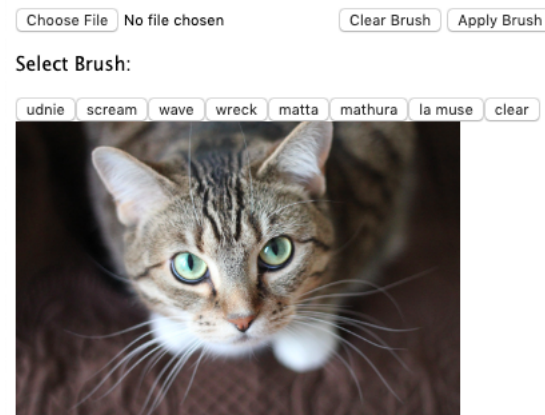 Choose File No file chosen Clear Brush Apply Brush
Select Brush:
udnie scream wave wreck matta mathura la muse clear